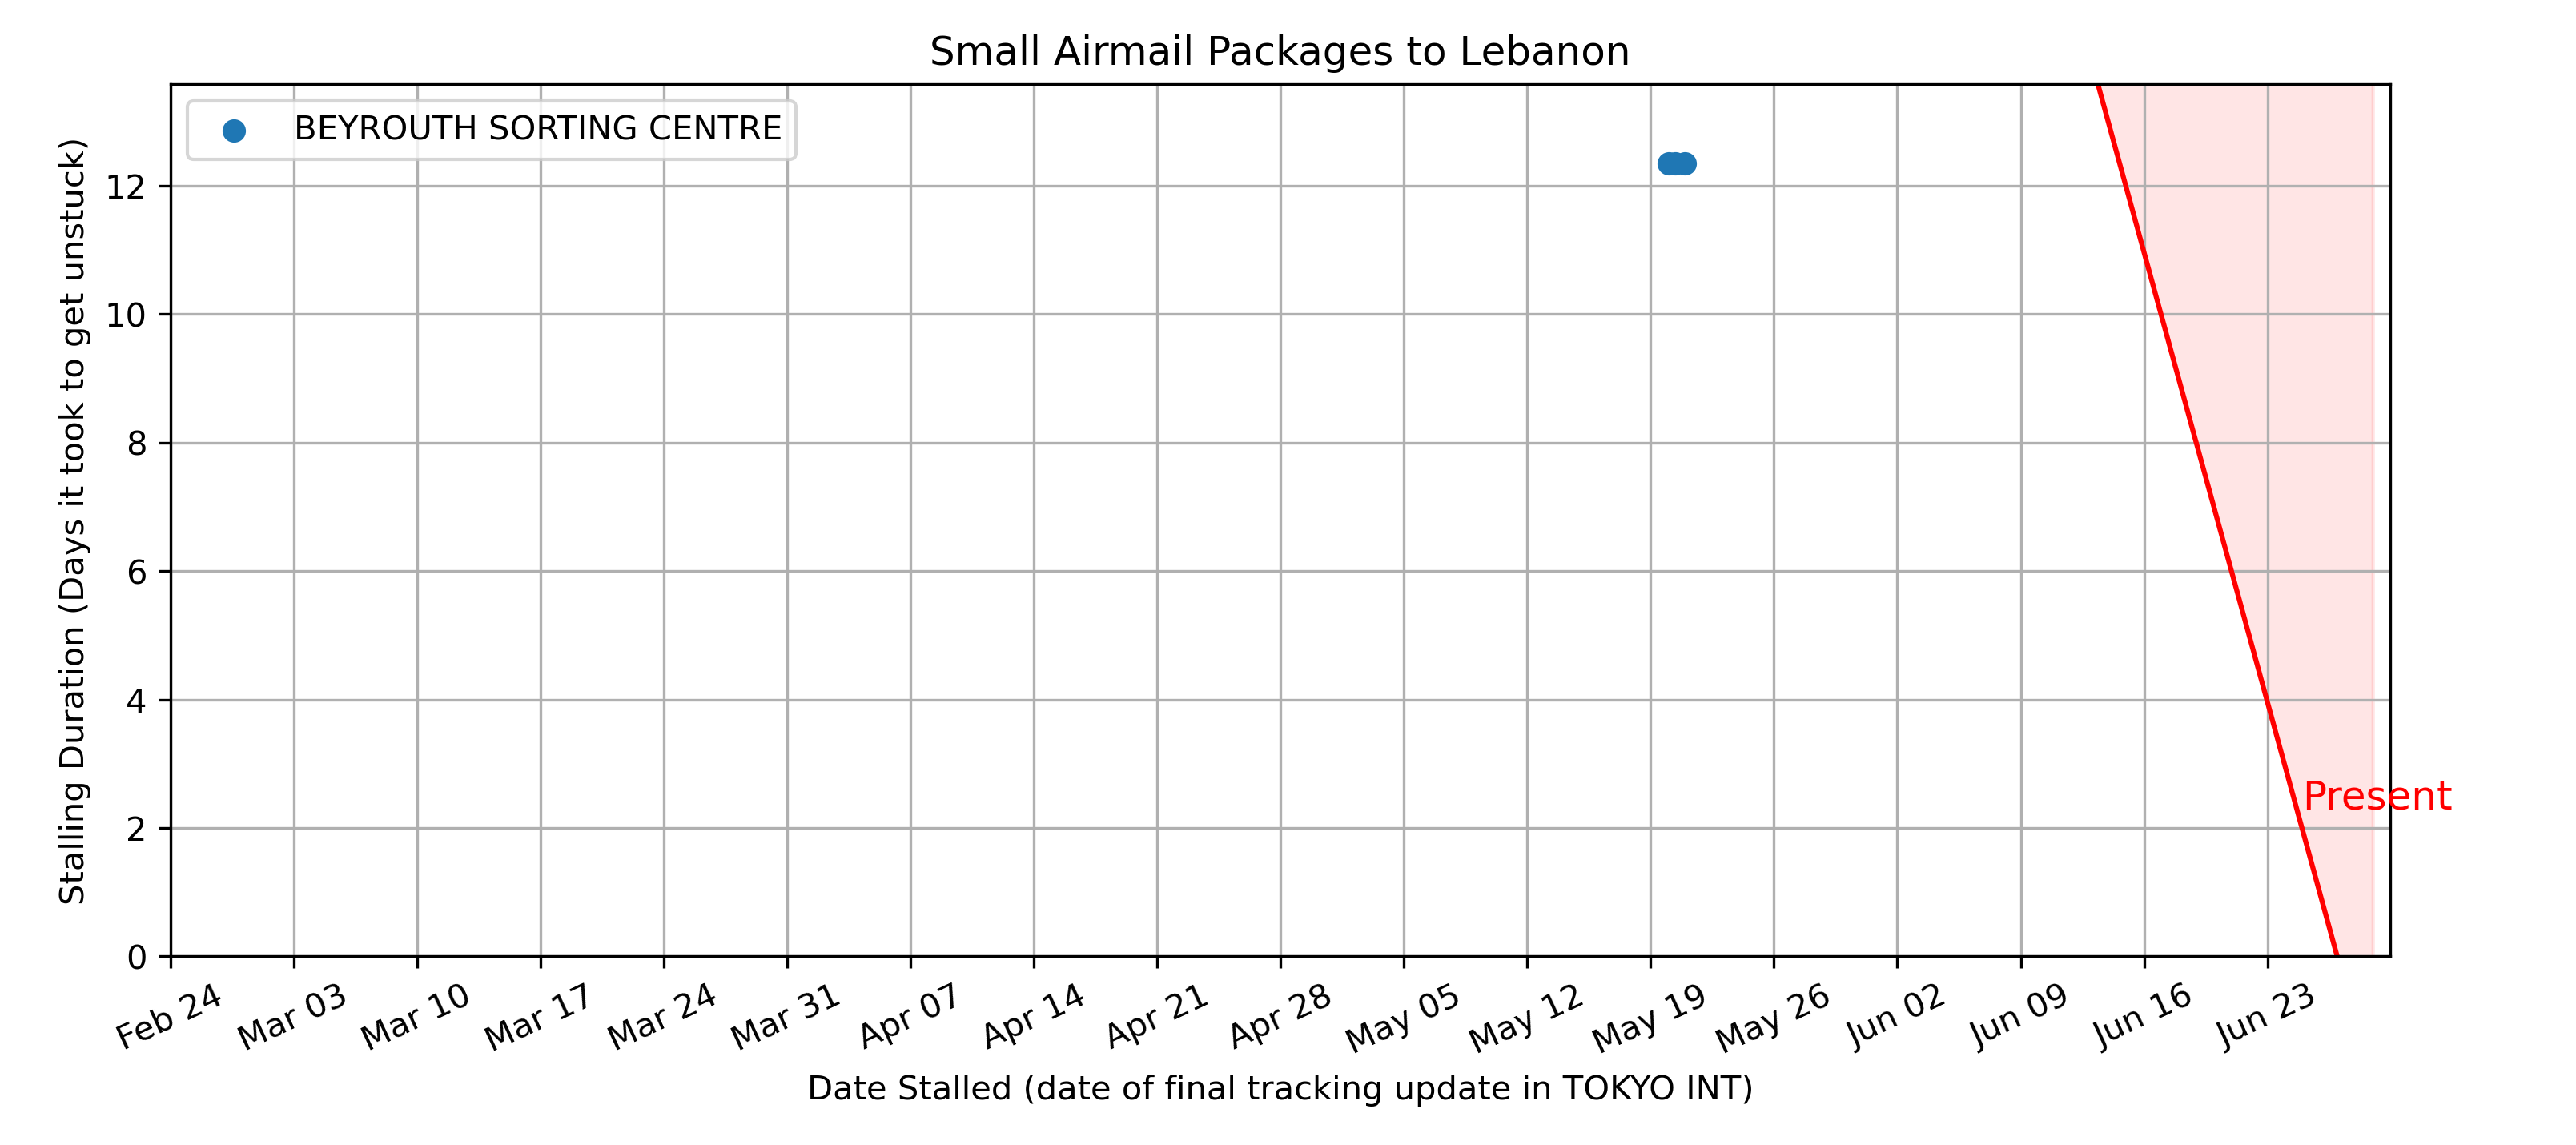 Small Airmail Packages to Lebanon
BEYROUTH SORTING CENTRE
Stalling Duration (Days it took to get unstuck)
12
10
8
6
4
2
0
Present
Feb 24
Mar 03
Mar 10
Mar 17
Mar 24
Mar 31
Apr 07
Apr 14
Apr 21
Apr 28
May 05
May 12
May 19
May 26
Jun 02
Jun 09
Jun 16
Jun 23
Date Stalled (date of final tracking update in TOKYO INT)